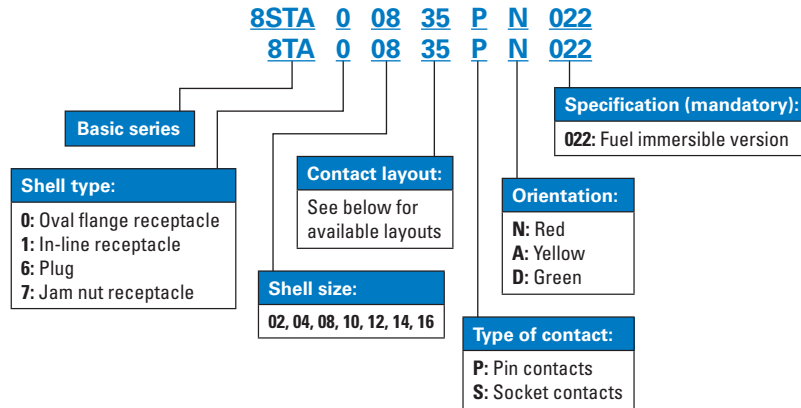 8STA 0 08 35 P N 022
8TA 0 08 35 P N 022
Basic series
Shell type:
0: Oval flange receptacle
1: In-line receptacle
6: Plug
7: Jam nut receptacle
Shell size:
02, 04, 08, 10, 12, 14, 16
Contact layout:
See below for
available layouts
Type of contact:
P: Pin contacts
S: Socket contacts
Orientation:
N: Red
A: Yellow
D: Green
Specification (mandatory):
022: Fuel immersible version